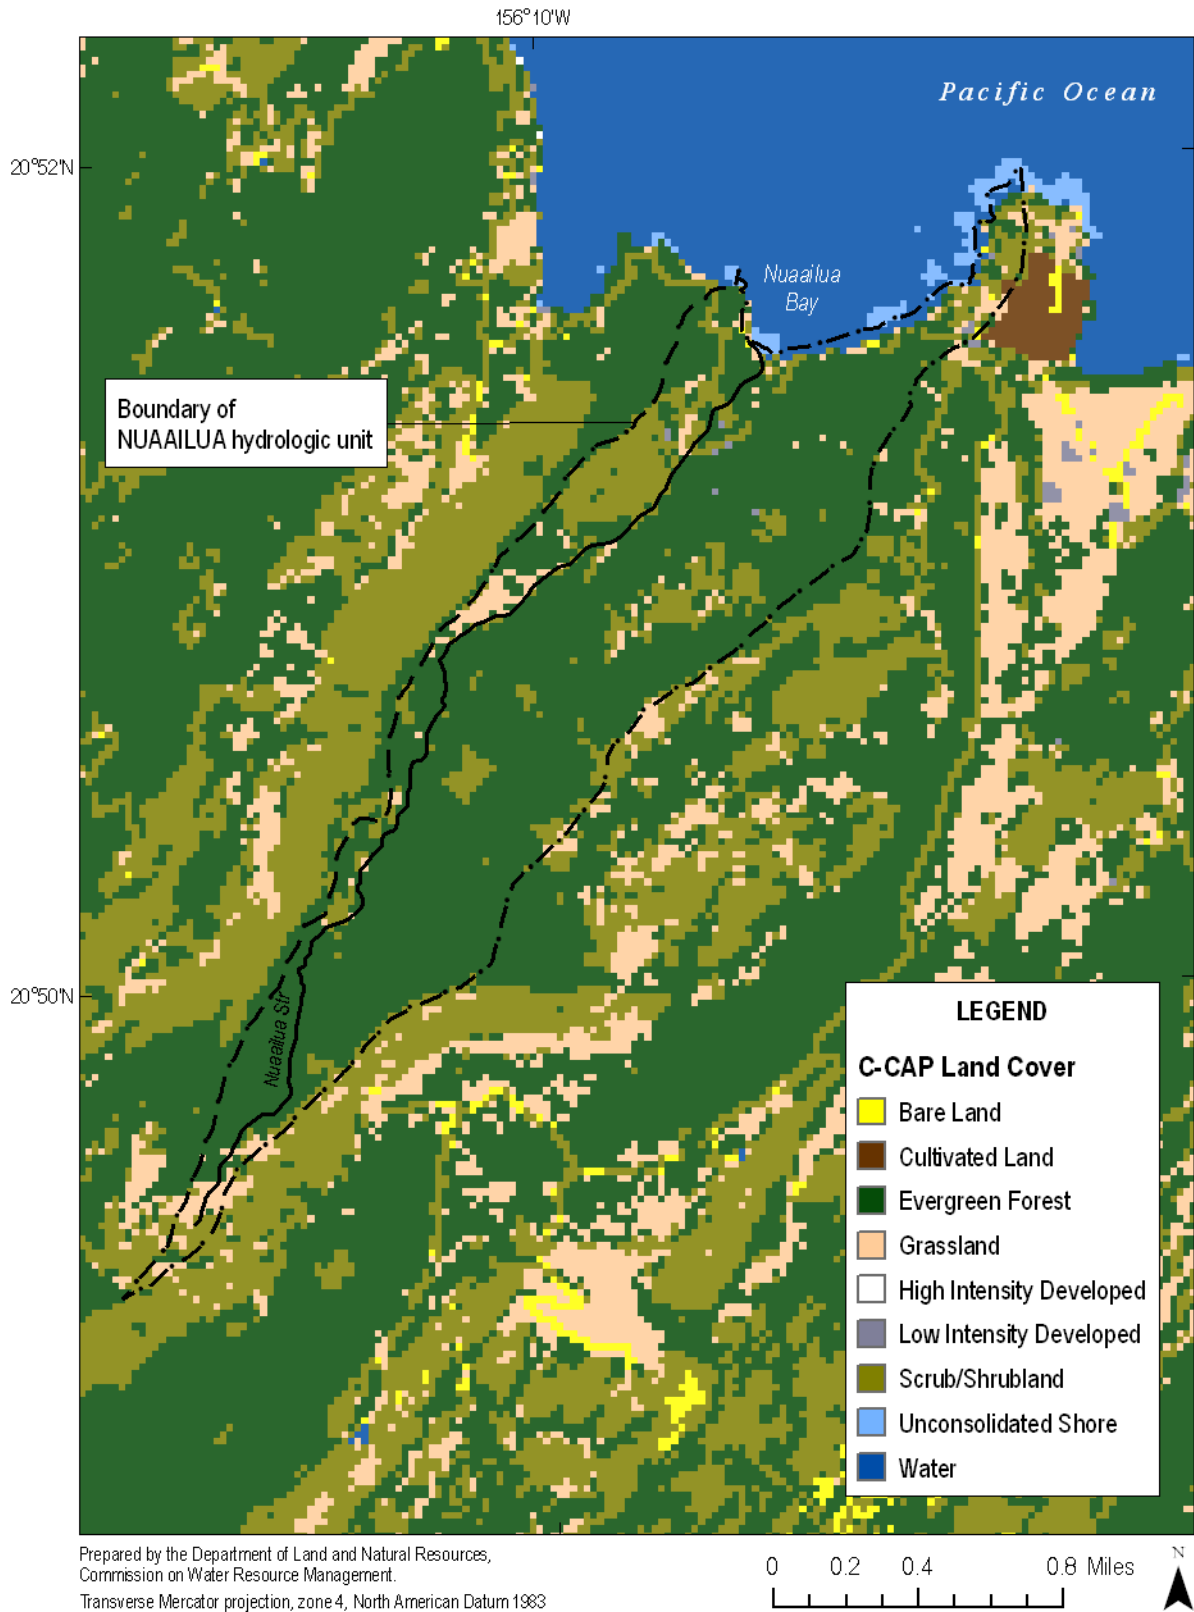 156°10'W
Pacific Ocean
20°52'N
Nuaailua
Bay
Boundary of
NUAAILUA hydrologic unit
20°50'N
Nuaailua Str
LEGEND
C-CAP Land Cover
Bare Land
Cultivated Land
Evergreen Forest
Grassland
High Intensity Developed
Low Intensity Developed
Scrub/Shrubland
Unconsolidated Shore
Water
Prepared by the Department of Land and Natural Resources,
Commission on Water Resource Management.
Transverse Mercator projection, zone 4, North American Datum 1983
0 0.2 0.4 0.8 Miles
N